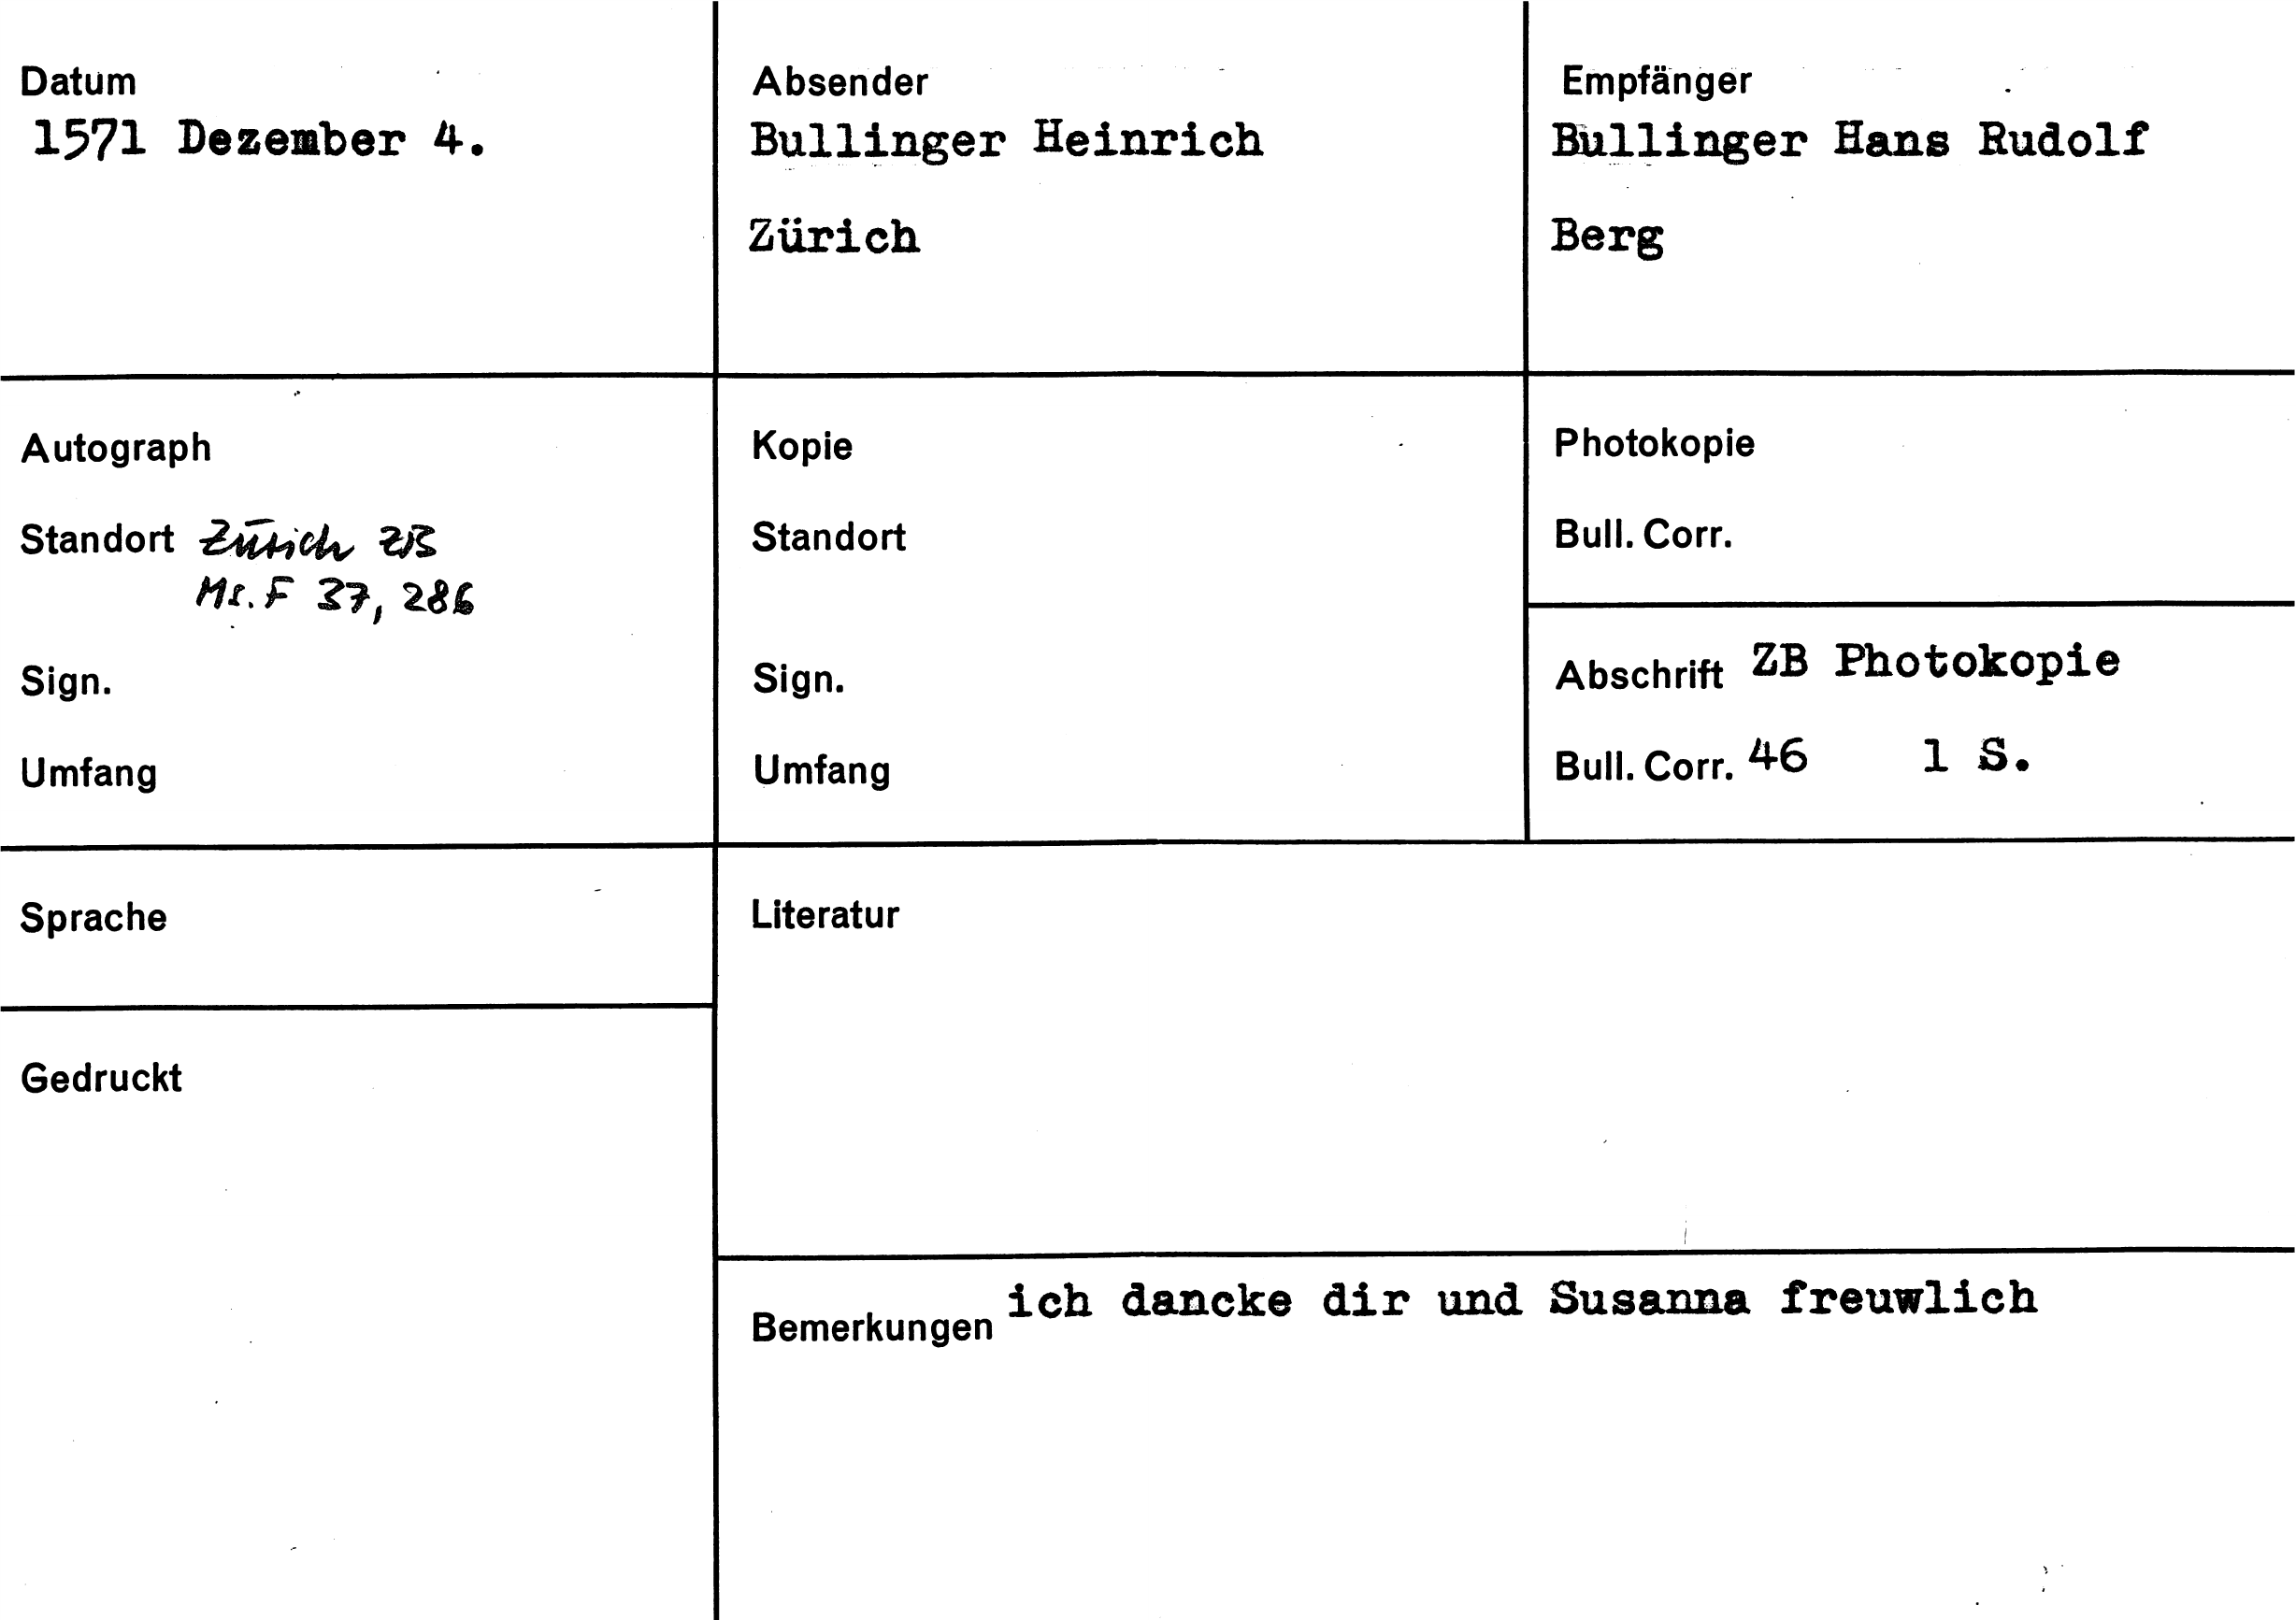 Datum
1571 Dezember 4.
Absender
Bullinger Heinrich
Zürich
Empfänger
Bullinger Hans Rudolf
Berg
Autograph
Standort Zürich ZB
Ms. F 37, 286
Sign.
Umfang
Kopie
Standort
Sign.
Umfang
Photokopie
Bull. Corr.
Abschrift ZB Photokopie
Bull. Corr. 46 1 S.
Sprache
Literatur
Gedruckt
Bemerkungen ich dancke dir und Susanna freuwlich